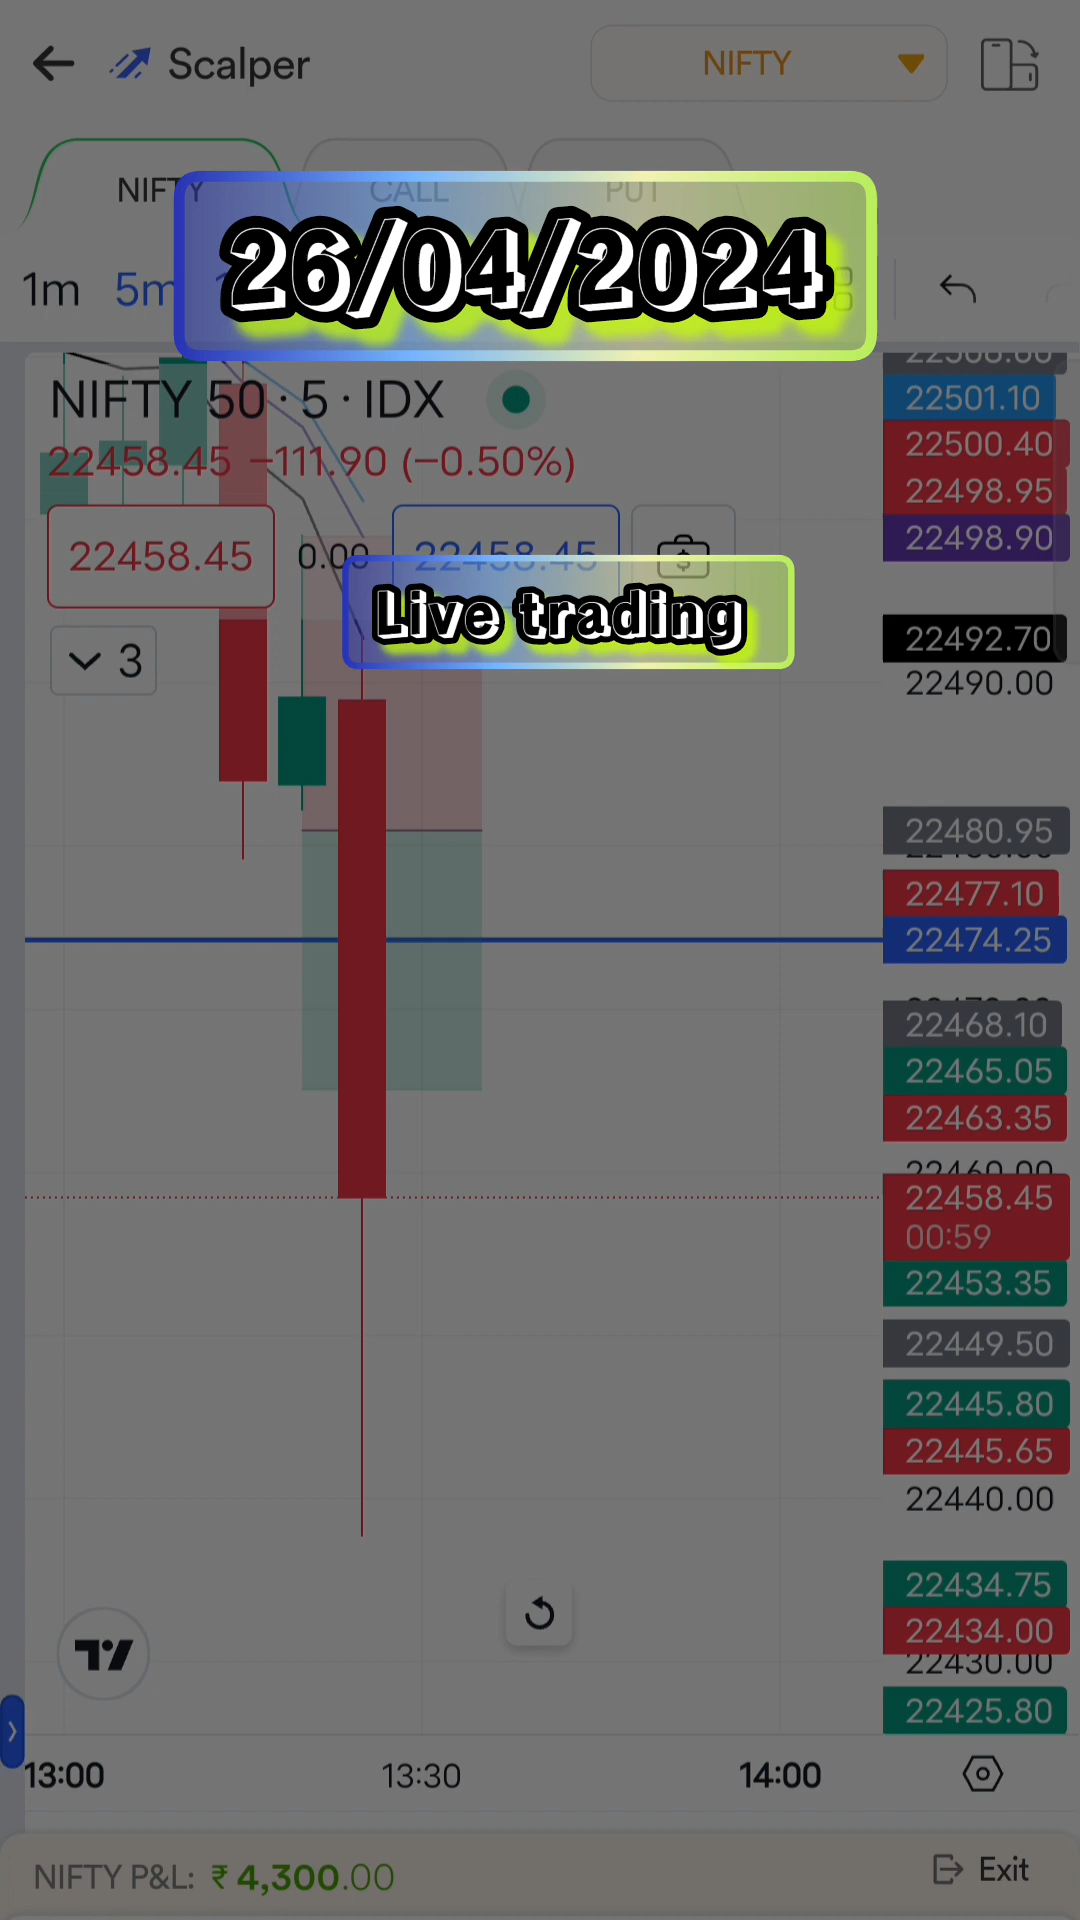 Scalper
NIFTY
NIFTY
CALL
PUT
26/04/2024
1m
5m
NIFTY 50 · 5 · IDX
22458.45 −111.90 (−0.50%)
22458.45
0.00
22458.45
Live trading
3
22501.10
22500.40
22498.95
22498.90
22492.70
22490.00
22480.95
22477.10
22474.25
22468.10
22465.05
22463.35
22460.00
22458.45
00:59
22453.35
22449.50
22445.80
22445.65
22440.00
22434.75
22434.00
22430.00
22425.80
13:00
13:30
14:00
NIFTY P&L: ₹ 4,300.00
Exit